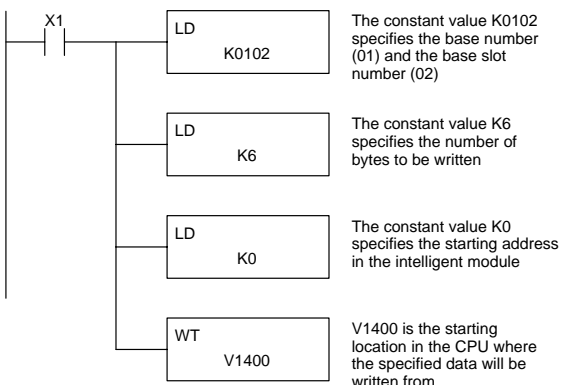 X1
LD
K0102
The constant value K0102
specifies the base number
(01) and the base slot
number (02)
LD
K6
The constant value K6
specifies the number of
bytes to be written
LD
K0
The constant value K0
specifies the starting address
in the intelligent module
WT
V1400
V1400 is the starting
location in the CPU where
the specified data will be
written from